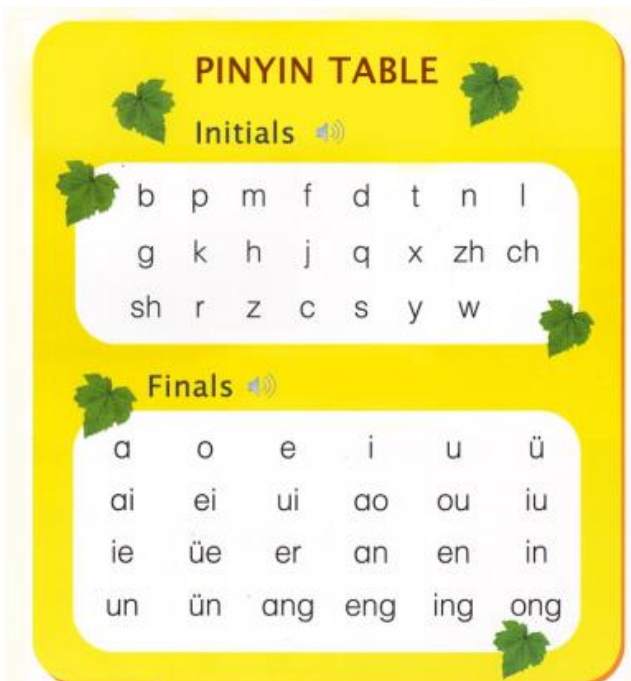 PINYIN TABLE
Initials
b p m f d t n l
g k h j q x zh ch
sh r z c s y w
Finals
a o e i u ü
ai ei ui ao ou iu
ie üe er an en in
un ün ang eng ing ong